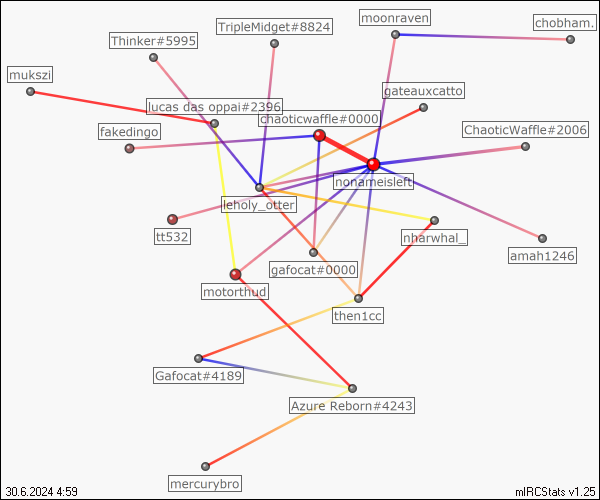 moonraven
chobham.
TripleMidget#8824
Thinker#5995
mukszi
gateauxcatto
lucas das oppai#2396
chaoticwaffle#0000
fakedingo
ChaoticWaffle#2006
nonameisleft
leholy_otter
tt532
nharwhal_
amah1246
gafocat#0000
motorthud
then1cc
Gafocat#4189
Azure Reborn#4243
mercurybro
30.6.2024 4:59
mIRCStats v1.25